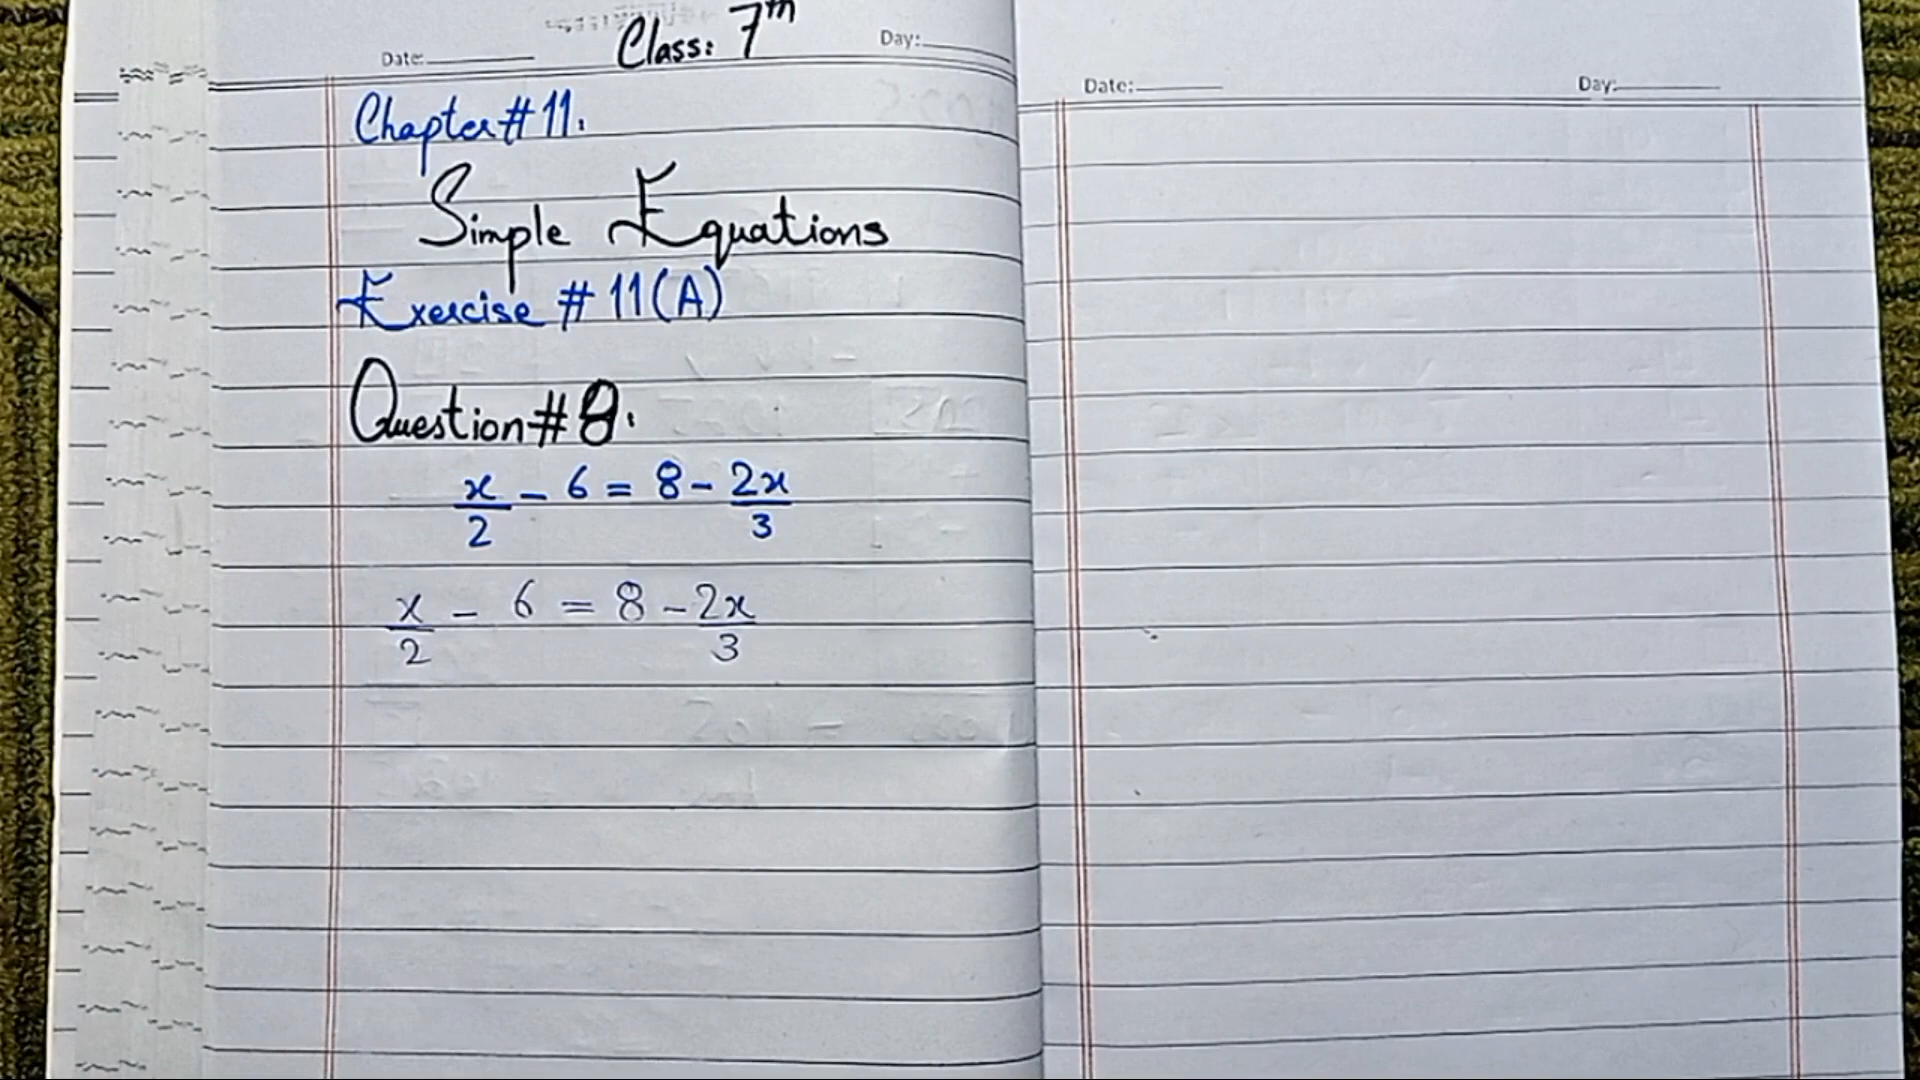 Class: 7th
Date: Day:
Chapter # 11.
Simple Equations
Exercise # 11(A)
Question # 8.
x/2 - 6 = 8 - 2x/3
x/2 - 6 = 8 - 2x/3
Date: Day: